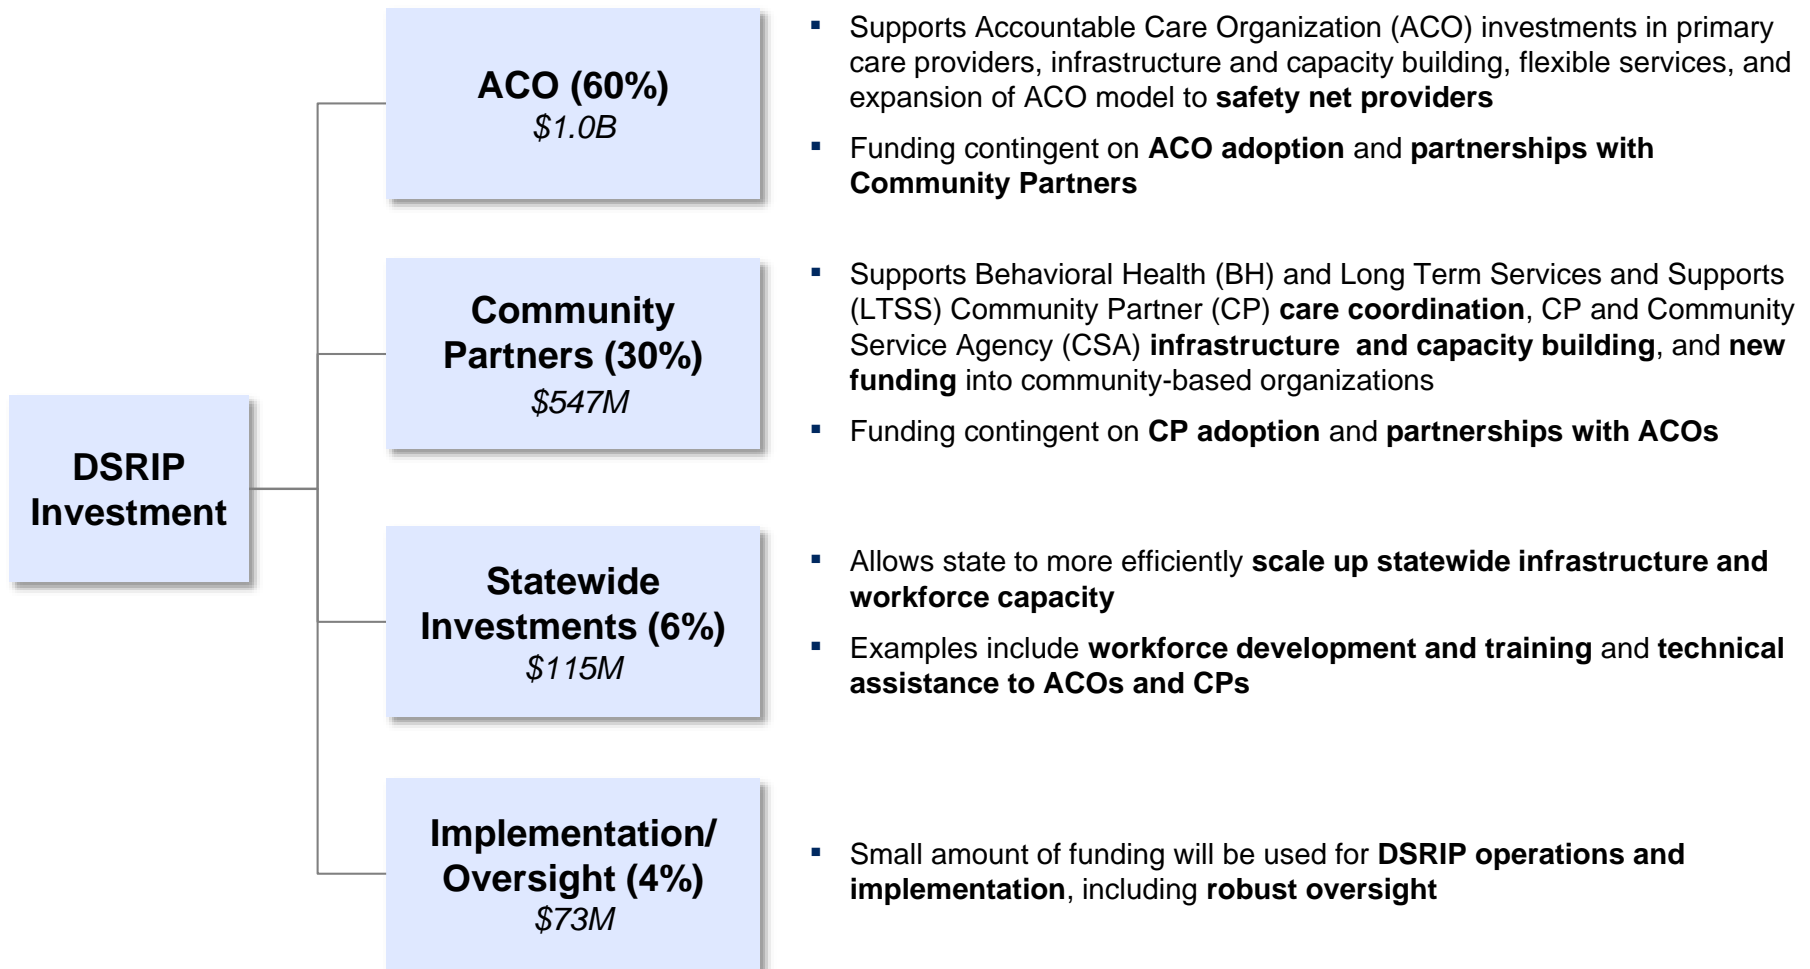 ACO (60%)
$1.0B
▪ Supports Accountable Care Organization (ACO) investments in primary
care providers, infrastructure and capacity building, flexible services, and
expansion of ACO model to safety net providers
▪ Funding contingent on ACO adoption and partnerships with
Community Partners
Community
Partners (30%)
$547M
▪ Supports Behavioral Health (BH) and Long Term Services and Supports
(LTSS) Community Partner (CP) care coordination, CP and Community
Service Agency (CSA) infrastructure  and capacity building, and new
funding into community-based organizations
▪ Funding contingent on CP adoption and partnerships with ACOs
DSRIP
Investment
Statewide
Investments (6%)
$115M
▪ Allows state to more efficiently scale up statewide infrastructure and
workforce capacity
▪ Examples include workforce development and training and technical
assistance to ACOs and CPs
Implementation/
Oversight (4%)
$73M
▪ Small amount of funding will be used for DSRIP operations and
implementation, including robust oversight